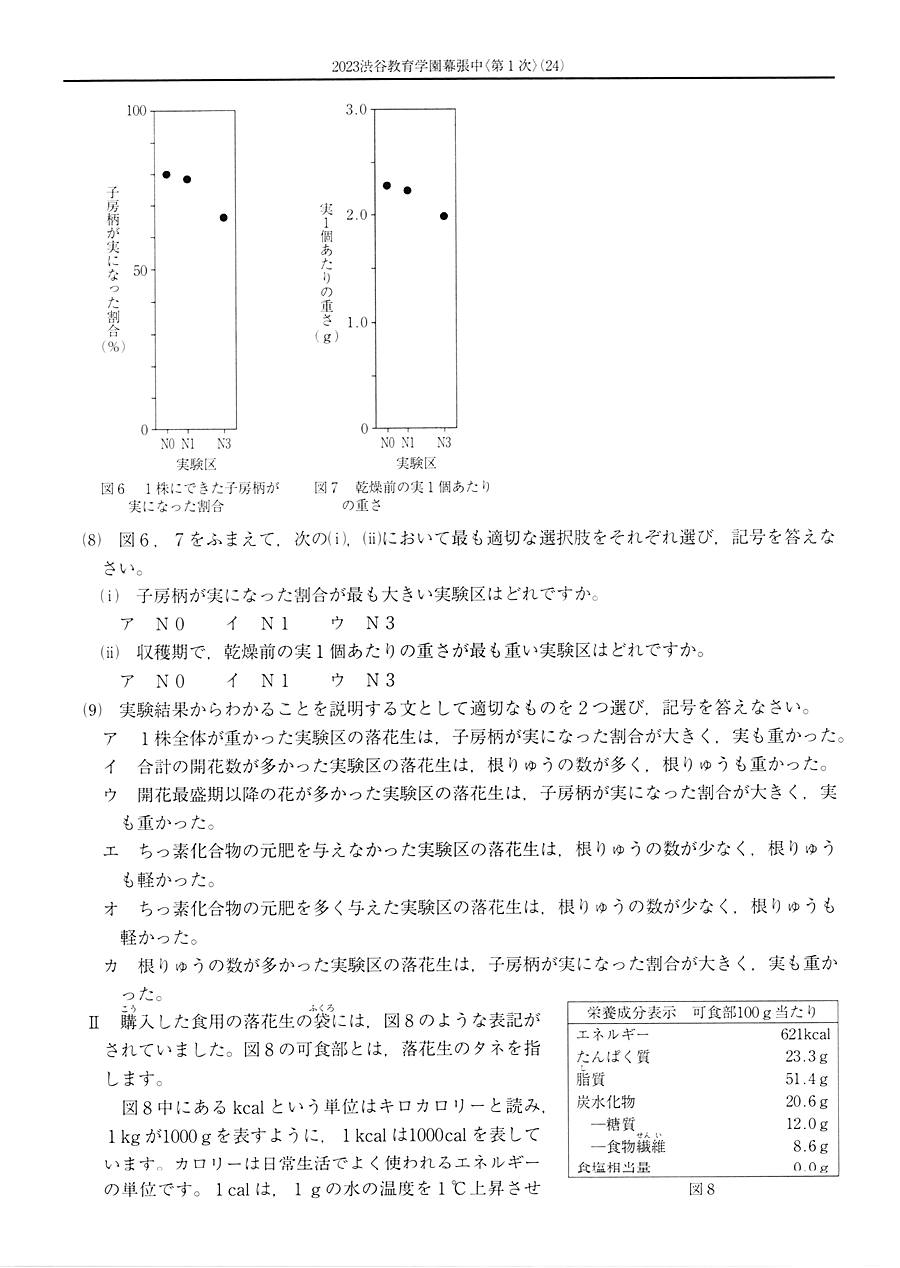 2023渋谷教育学園幕張中〈第1次〉(24)
100
50
0
子房柄が実になった割合(%)
N0 N1 N3
実験区
図6 1株にできた子房柄が
実になった割合
3.0
2.0
1.0
0
実1個あたりの重さ(g)
N0 N1 N3
実験区
図7 乾燥前の実1個あたり
の重さ
(8) 図6,7をふまえて,次の(i),(ii)において最も適切な選択肢をそれぞれ選び,記号を答えな
さい。
(i) 子房柄が実になった割合が最も大きい実験区はどれですか。
ア N0 イ N1 ウ N3
(ii) 収穫期で,乾燥前の実1個あたりの重さが最も重い実験区はどれですか。
ア N0 イ N1 ウ N3
(9) 実験結果からわかることを説明する文として適切なものを2つ選び,記号を答えなさい。
ア 1株全体が重かった実験区の落花生は,子房柄が実になった割合が大きく,実も重かった。
イ 合計の開花数が多かった実験区の落花生は,根りゅうの数が多く,根りゅうも重かった。
ウ 開花最盛期以降の花が多かった実験区の落花生は,子房柄が実になった割合が大きく,実
も重かった。
エ ちっ素化合物の元肥を与えなかった実験区の落花生は,根りゅうの数が少なく,根りゅう
も軽かった。
オ ちっ素化合物の元肥を多く与えた実験区の落花生は,根りゅうの数が少なく,根りゅうも
軽かった。
カ 根りゅうの数が多かった実験区の落花生は,子房柄が実になった割合が大きく,実も重か
った。
こう ふくろ
Ⅱ 購入した食用の落花生の袋には,図8のような表記が
されていました。図8の可食部とは,落花生のタネを指
します。
図8中にあるkcalという単位はキロカロリーと読み,
1kgが1000gを表すように,1kcalは1000calを表して
います。カロリーは日常生活でよく使われるエネルギー
の単位です。1calは,1gの水の温度を1℃上昇させ
栄養成分表示 可食部100g当たり
エネルギー 621kcal
たんぱく質 23.3g
し
脂質 51.4g
炭水化物 20.6g
―糖質 12.0g
せんい
―食物繊維 8.6g
食塩相当量 0.0g
図8